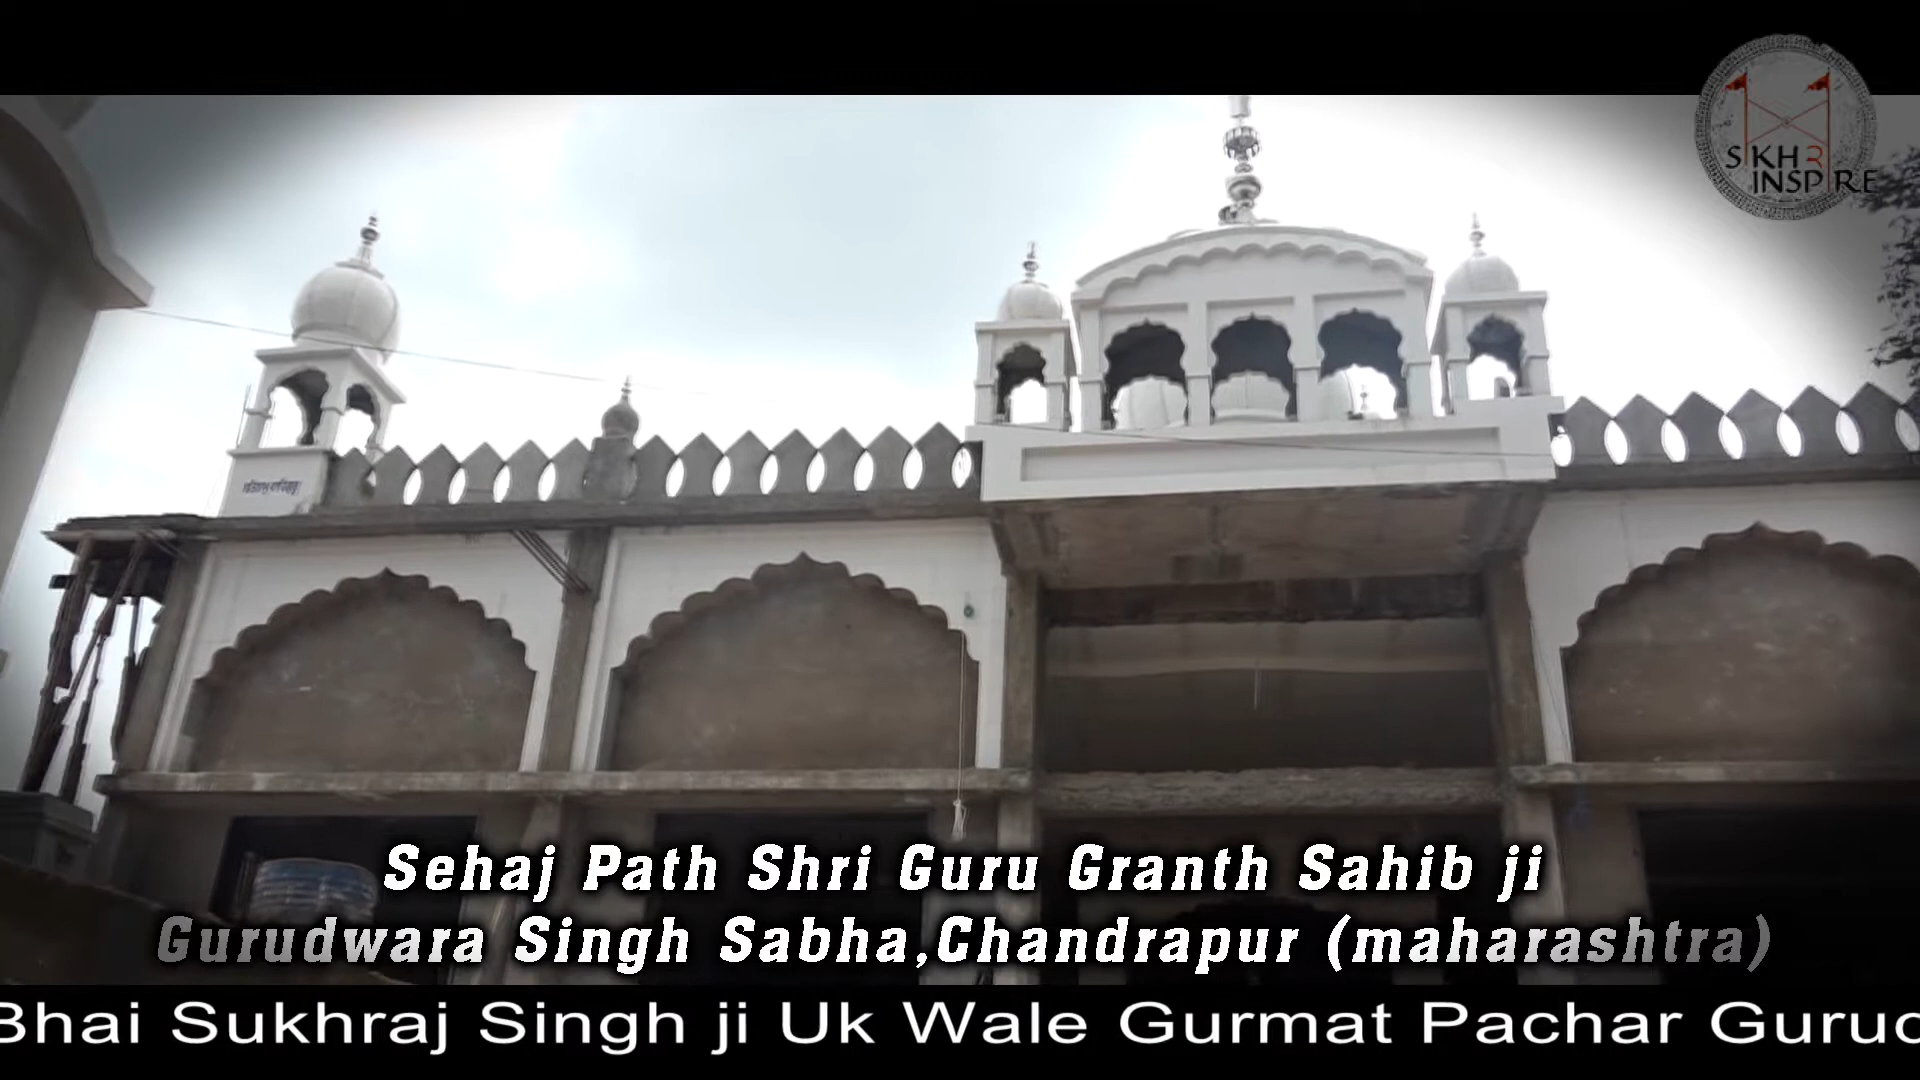 SIKH INSPIRE
Sehaj Path Shri Guru Granth Sahib ji
Gurudwara Singh Sabha,Chandrapur (maharashtra)
Bhai Sukhraj Singh ji Uk Wale Gurmat Pachar Guru